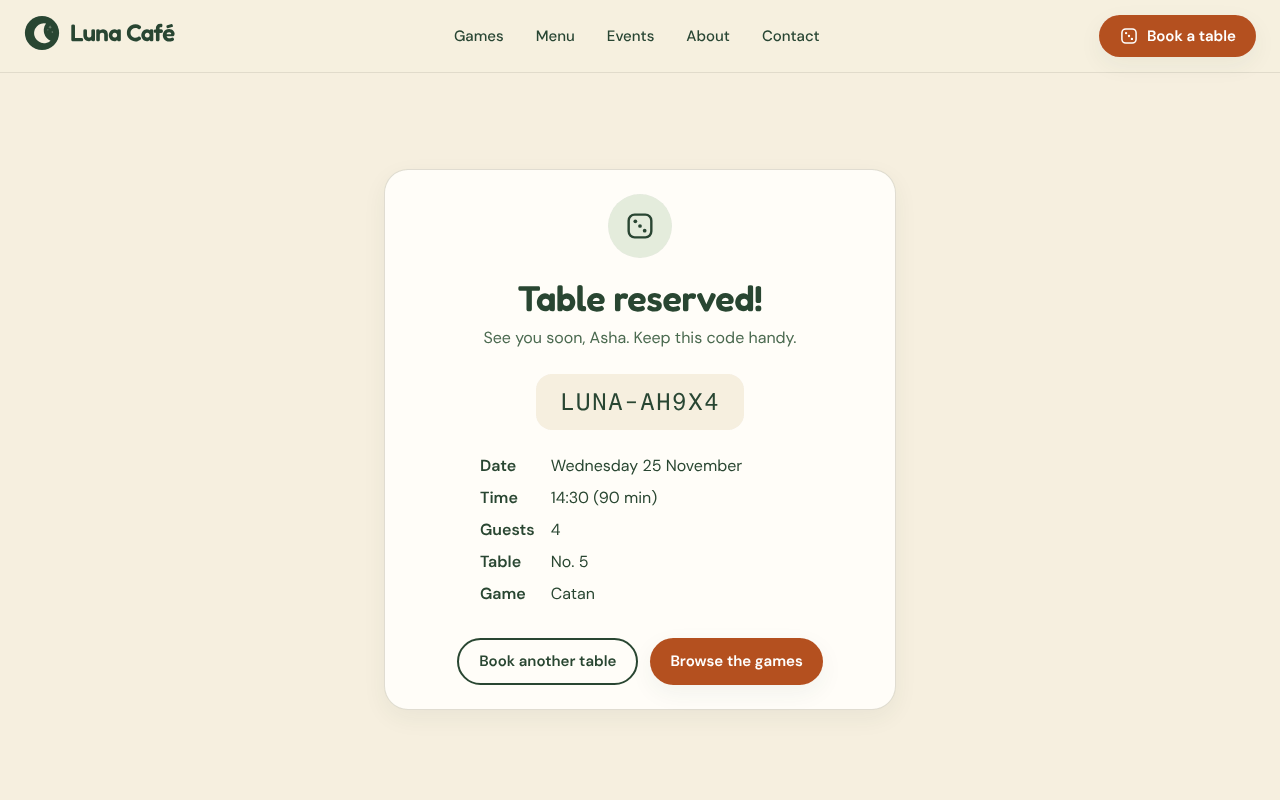 Luna Café
Games
Menu
Events
About
Contact
Book a table
Table reserved!
See you soon, Asha. Keep this code handy.
LUNA-AH9X4
Date Wednesday 25 November
Time 14:30 (90 min)
Guests 4
Table No. 5
Game Catan
Book another table
Browse the games